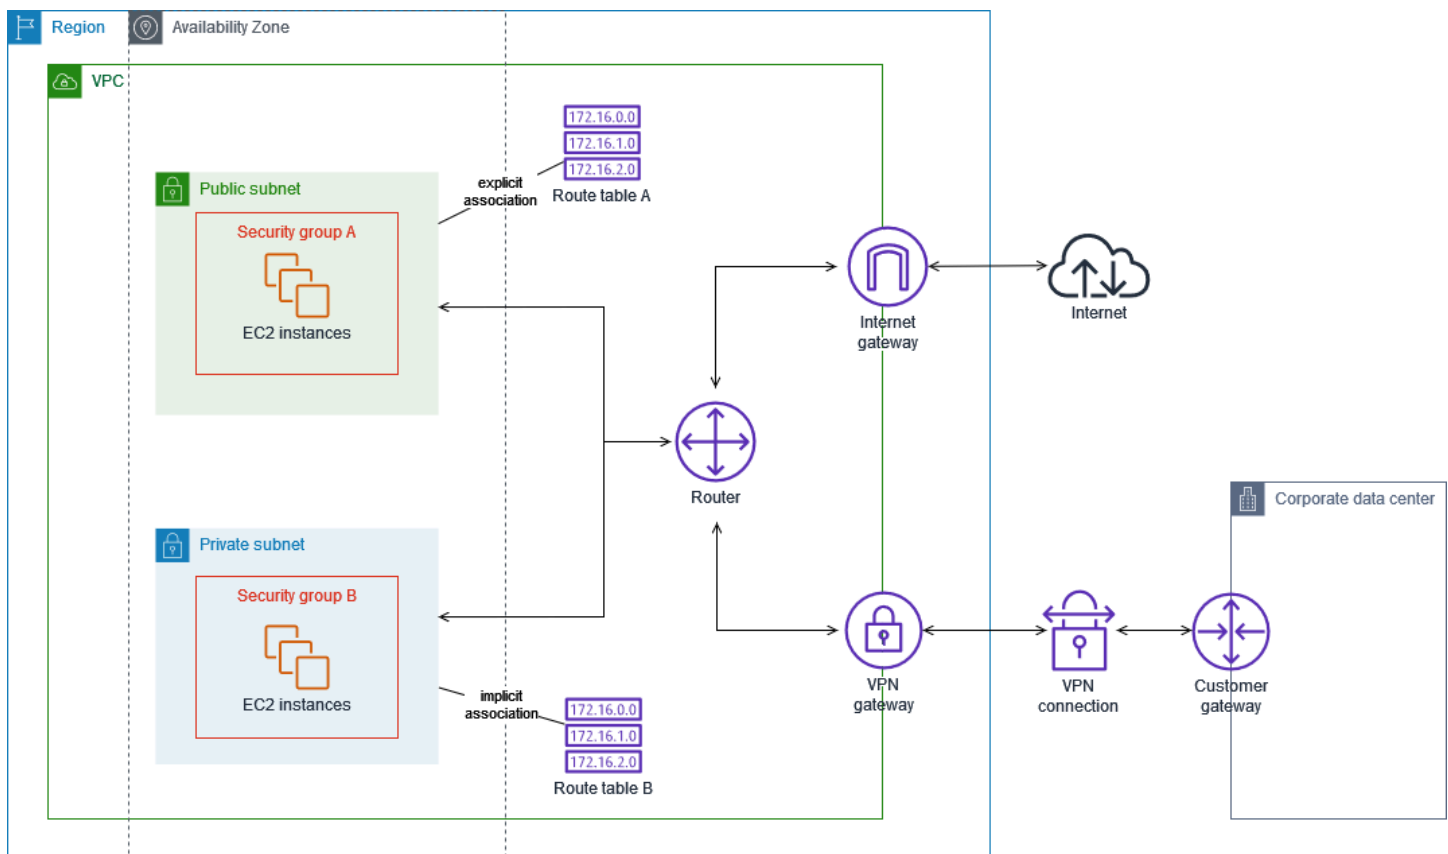 Region
Availability Zone
VPC
172.16.0.0
172.16.1.0
172.16.2.0
Route table A
explicit
association
Public subnet
Security group A
EC2 instances
Internet
gateway
Internet
Router
Corporate data center
Private subnet
Security group B
EC2 instances
implicit
association
172.16.0.0
172.16.1.0
172.16.2.0
Route table B
VPN
gateway
VPN
connection
Customer
gateway